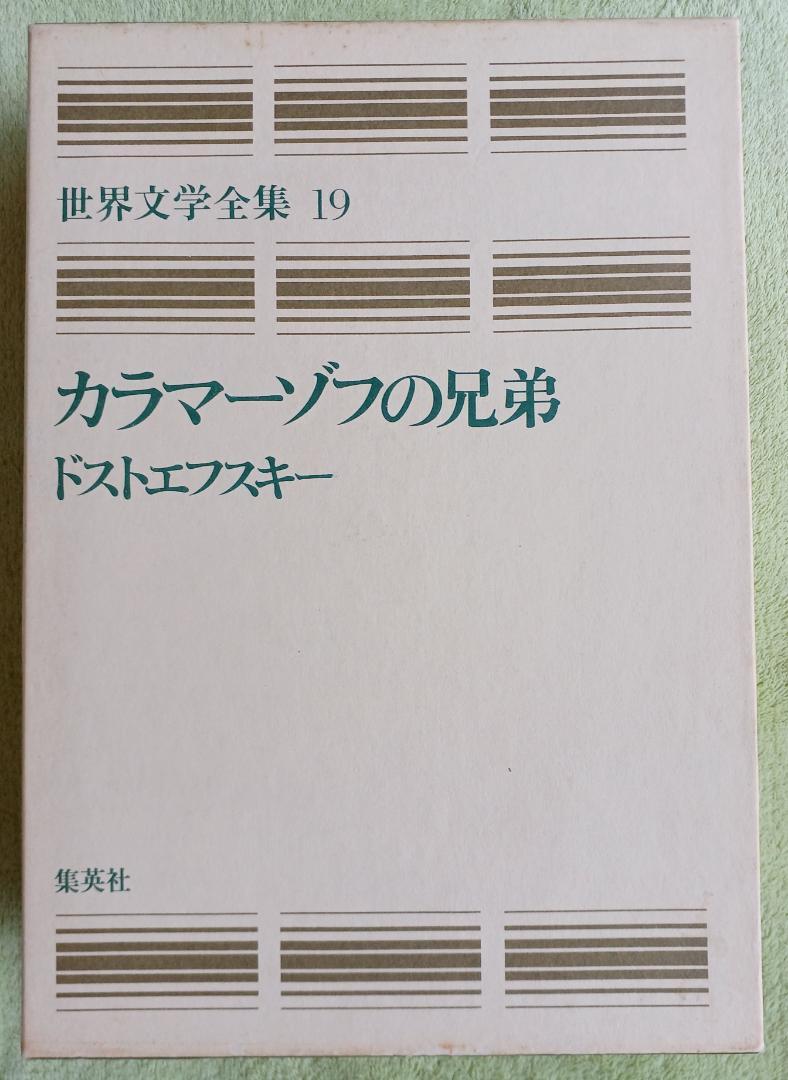 世界文学全集 19
カラマーゾフの兄弟
ドストエフスキー
集英社